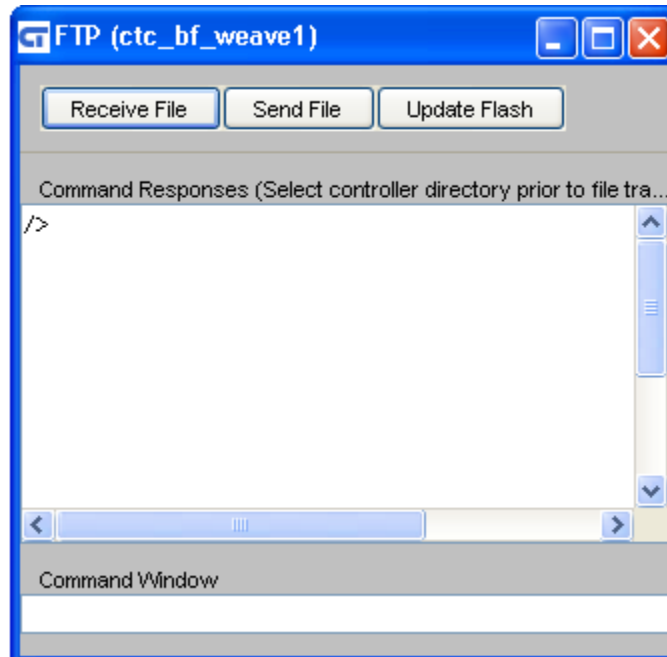 FTP (ctc_bf_weave1)
Receive File Send File Update Flash
Command Responses (Select controller directory prior to file tra...
/>
Command Window